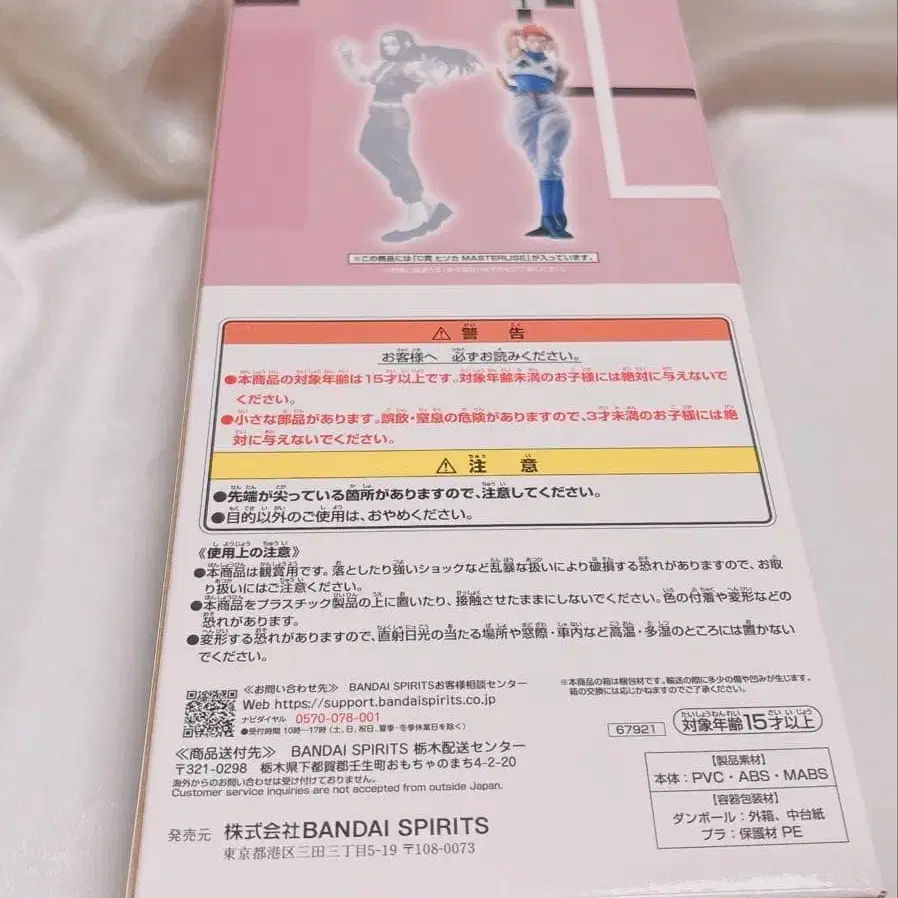 ※この商品には「C賞 ヒソカ MASTERLISE」が入っています。
⚠ 警告
お客様へ 必ずお読みください。
●本商品の対象年齢は15才以上です。対象年齢未満のお子様には絶対に与えないで
ください。
●小さな部品があります。誤飲・窒息の危険がありますので、3才未満のお子様には絶
対に与えないでください。
⚠ 注意
●先端が尖っている箇所がありますので、注意してください。
●目的以外のご使用は、おやめください。
《使用上の注意》
●本商品は観賞用です。落としたり強いショックなど乱暴な扱いにより破損する恐れがありますので、お取
り扱いにはご注意ください。
●本商品をプラスチック製品の上に置いたり、接触させたままにしないでください。色の付着や変形などの
恐れがあります。
●変形する恐れがありますので、直射日光の当たる場所や窓際・車内など高温・多湿のところには置かない
でください。
≪お問い合わせ先≫ BANDAI SPIRITSお客様相談センター
Web https://support.bandaispirits.co.jp
ナビダイヤル 0570-078-001
●受付時間 10時〜17時 (土、日、祝日、夏季・冬季休業日を除く)
≪商品送付先≫ BANDAI SPIRITS 栃木配送センター
〒321-0298 栃木県下都賀郡壬生町おもちゃのまち4-2-20
海外からのお問い合わせは受け付けておりません。
Customer service inquiries are not accepted from outside Japan.
発売元 株式会社BANDAI SPIRITS
東京都港区三田三丁目5-19 〒108-0073
※本商品の箱は梱包材です。輸送の際に多少の傷や凹みが生じます。
箱の交換には応じかねますのでご了承ください。
67921
対象年齢15才以上
【製品素材】
本体：PVC・ABS・MABS
【容器包装材】
ダンボール：外箱、中台紙
プラ：保護材 PE